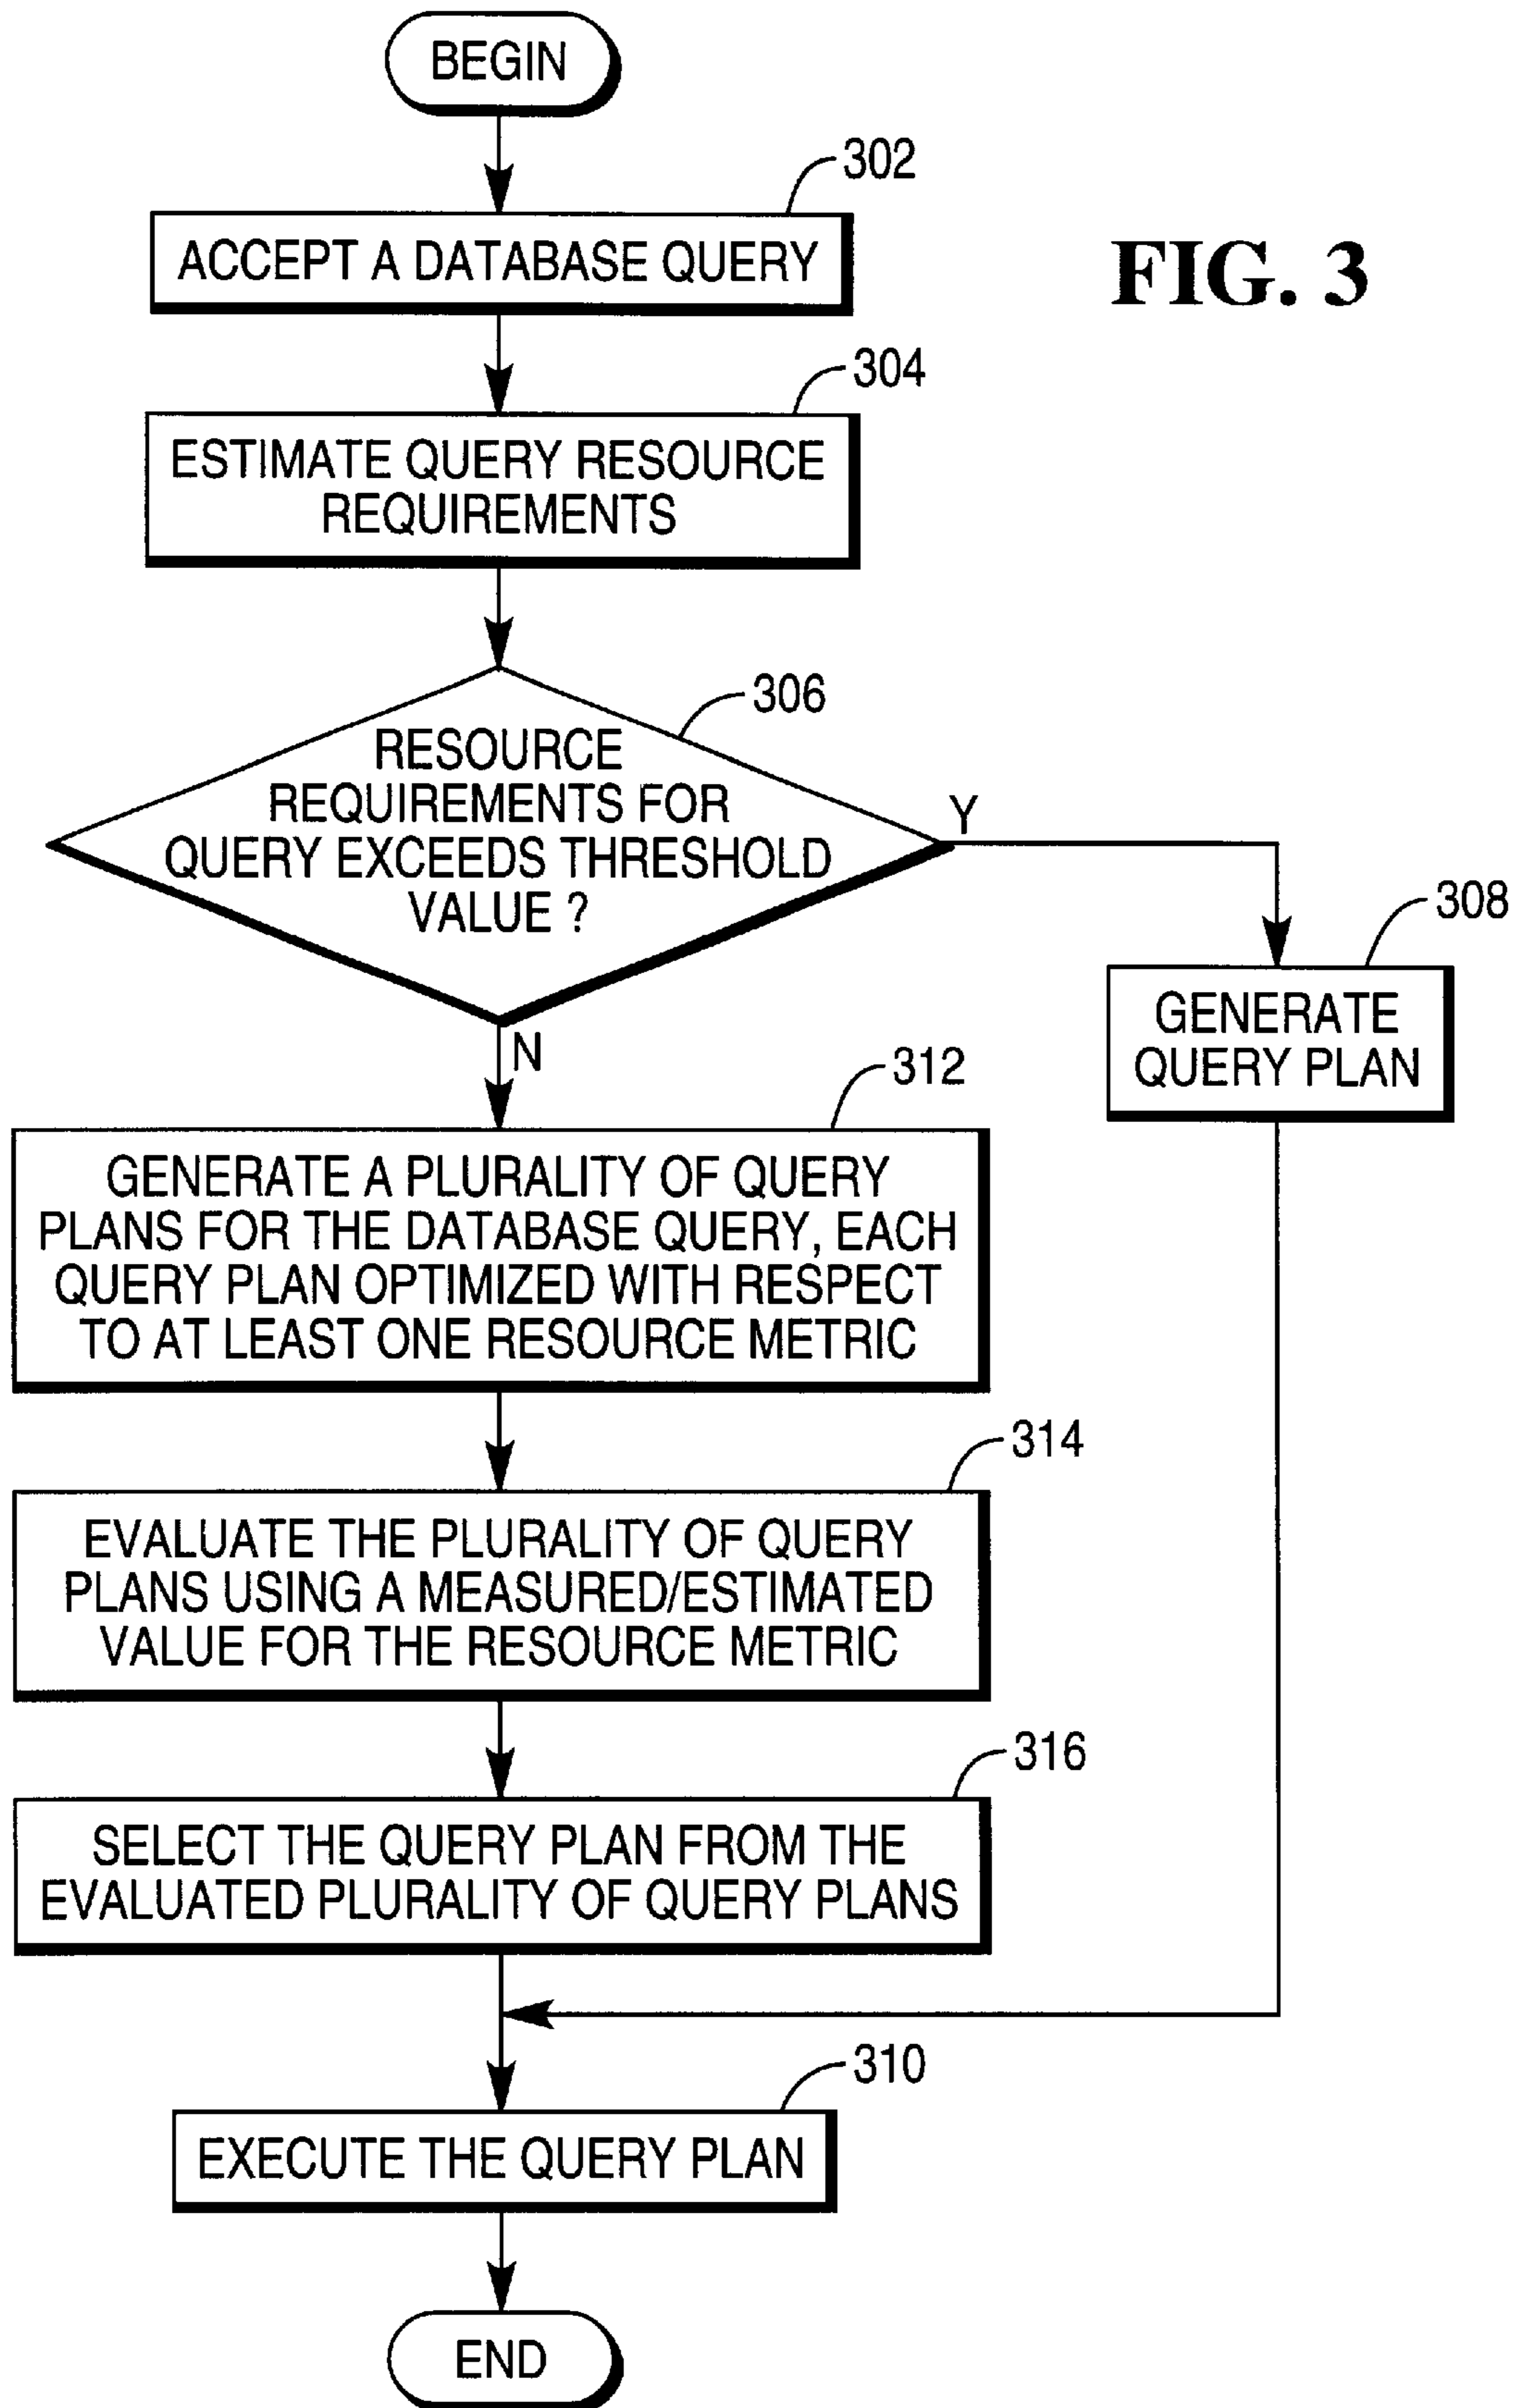 BEGIN
302
ACCEPT A DATABASE QUERY
FIG. 3
304
ESTIMATE QUERY RESOURCE
REQUIREMENTS
306
RESOURCE
REQUIREMENTS FOR
QUERY EXCEEDS THRESHOLD
VALUE ?
Y
308
GENERATE
QUERY PLAN
N
312
GENERATE A PLURALITY OF QUERY
PLANS FOR THE DATABASE QUERY, EACH
QUERY PLAN OPTIMIZED WITH RESPECT
TO AT LEAST ONE RESOURCE METRIC
314
EVALUATE THE PLURALITY OF QUERY
PLANS USING A MEASURED/ESTIMATED
VALUE FOR THE RESOURCE METRIC
316
SELECT THE QUERY PLAN FROM THE
EVALUATED PLURALITY OF QUERY PLANS
310
EXECUTE THE QUERY PLAN
END